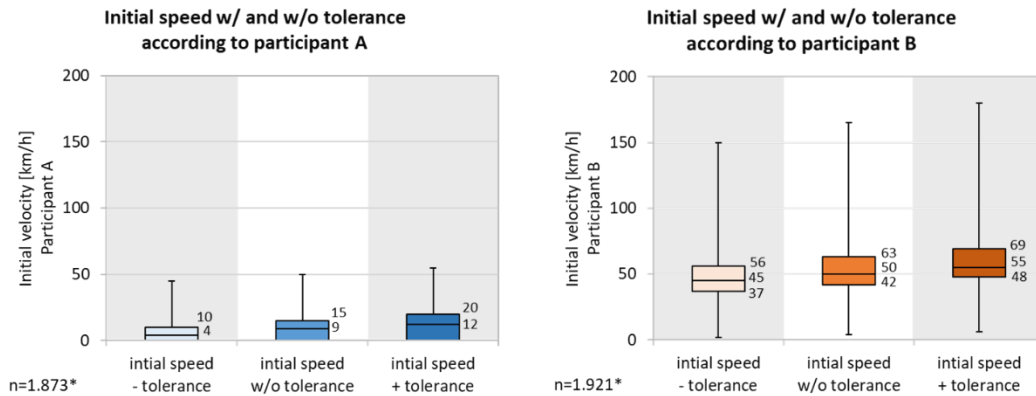 Initial speed w/ and w/o tolerance
according to participant A
Initial velocity [km/h]
Participant A
200
150
100
50
0
10
4
15
9
20
12
intial speed
- tolerance
intial speed
w/o tolerance
intial speed
+ tolerance
n=1.873*
Initial speed w/ and w/o tolerance
according to participant B
Initial velocity [km/h]
Participant B
200
150
100
50
0
56
45
37
63
50
42
69
55
48
intial speed
- tolerance
intial speed
w/o tolerance
intial speed
+ tolerance
n=1.921*